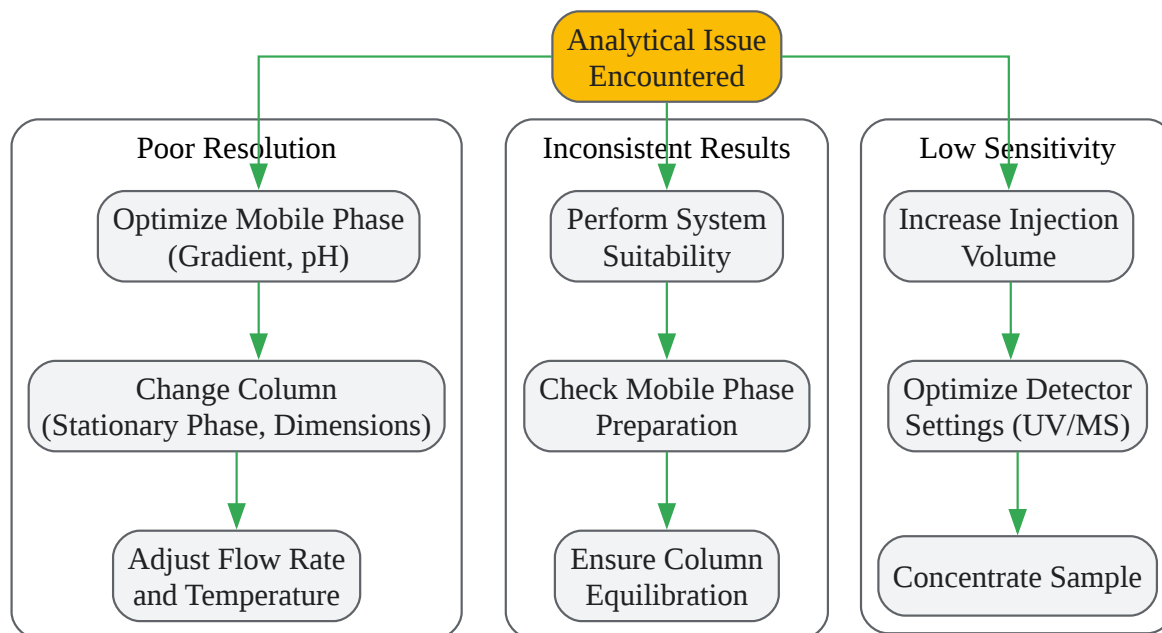 Analytical Issue
Encountered
Poor Resolution
Optimize Mobile Phase
(Gradient, pH)
Change Column
(Stationary Phase, Dimensions)
Adjust Flow Rate
and Temperature
Inconsistent Results
Perform System
Suitability
Check Mobile Phase
Preparation
Ensure Column
Equilibration
Low Sensitivity
Increase Injection
Volume
Optimize Detector
Settings (UV/MS)
Concentrate Sample